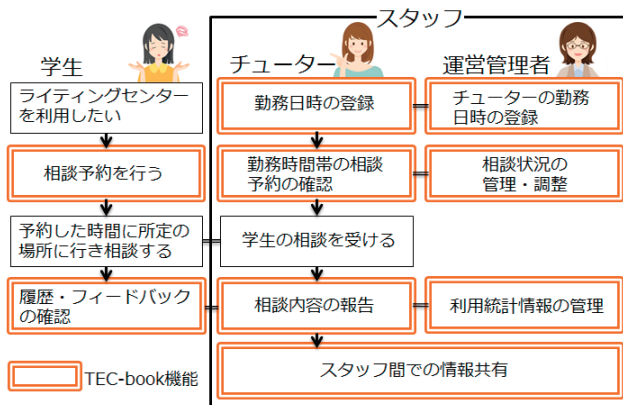 スタッフ
学生
チューター
運営管理者
ライティングセンター
を利用したい
勤務日時の登録
チューターの勤務
日時の登録
相談予約を行う
勤務時間帯の相談
予約の確認
相談状況の
管理・調整
予約した時間に所定の
場所に行き相談する
学生の相談を受ける
履歴・フィードバック
の確認
相談内容の報告
利用統計情報の管理
スタッフ間での情報共有
TEC-book機能